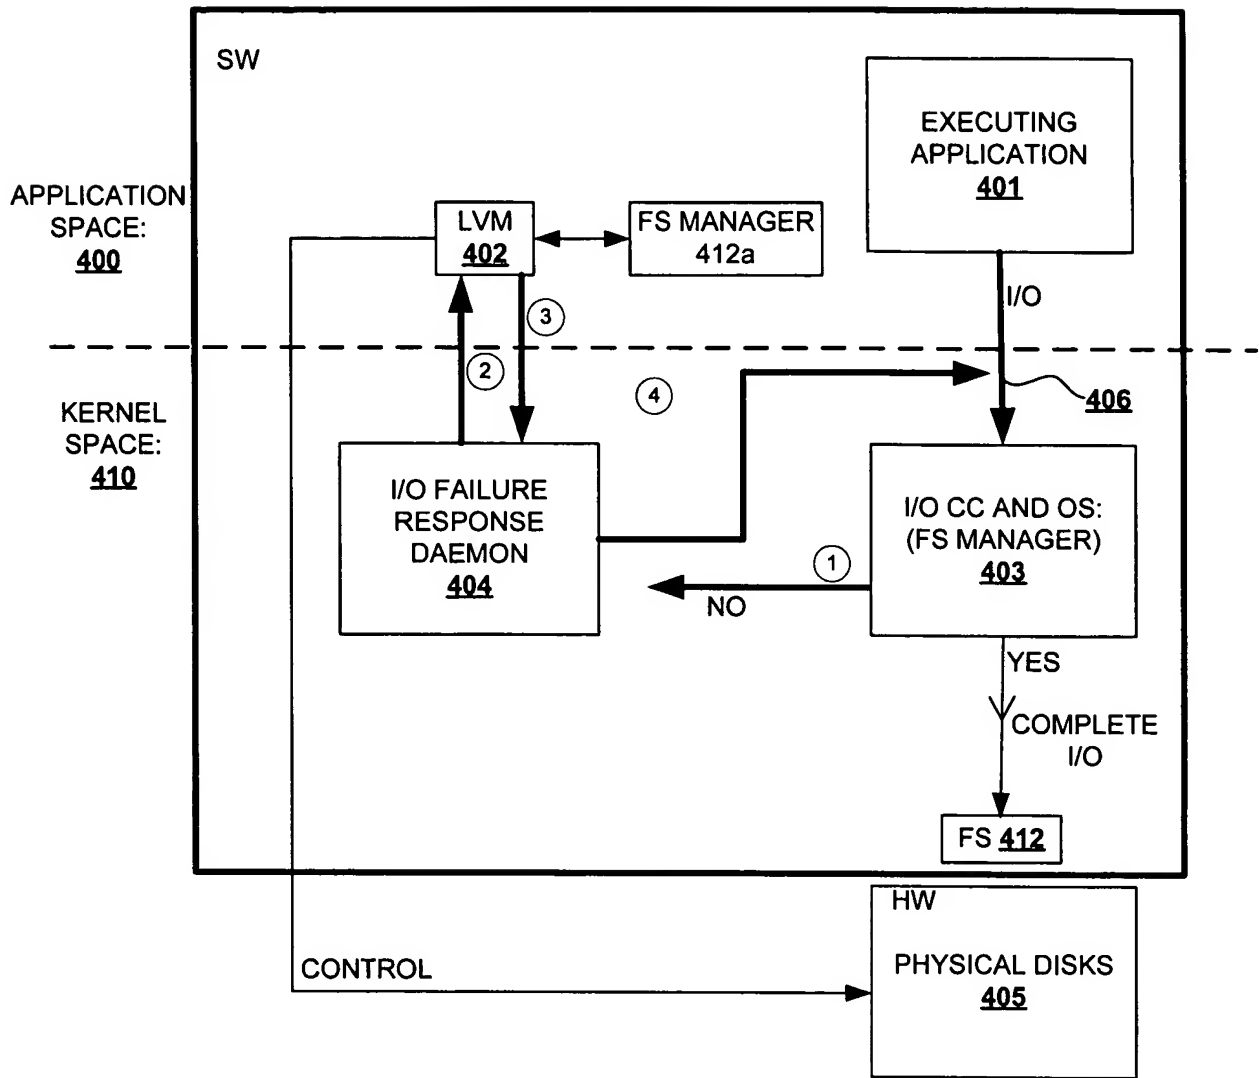 SW
EXECUTING
APPLICATION
401
APPLICATION
SPACE:
400
LVM
402
FS MANAGER
412a
I/O
3
2
4
406
KERNEL
SPACE:
410
I/O FAILURE
RESPONSE
DAEMON
404
I/O CC AND OS:
(FS MANAGER)
403
1
NO
YES
COMPLETE
I/O
FS 412
HW
CONTROL
PHYSICAL DISKS
405